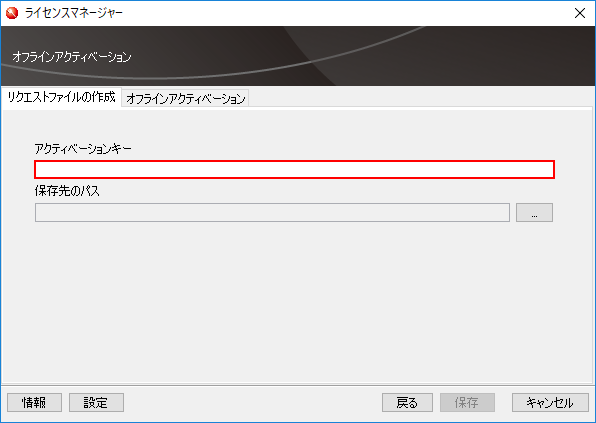 ライセンスマネージャー
オフラインアクティベーション
リクエストファイルの作成 オフラインアクティベーション
アクティベーションキー
保存先のパス
...
情報 設定 戻る 保存 キャンセル